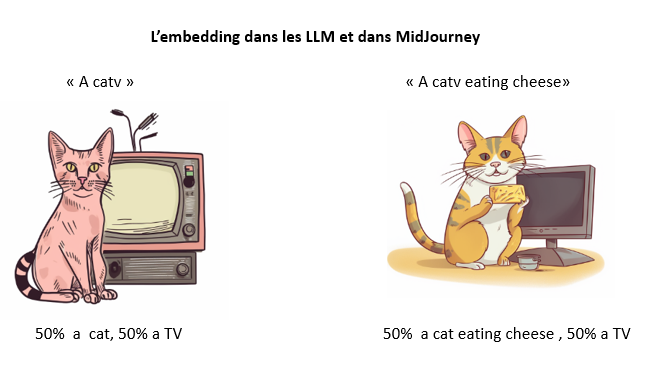 L’embedding dans les LLM et dans MidJourney
« A catv »
« A catv eating cheese»
50% a cat, 50% a TV
50% a cat eating cheese , 50% a TV